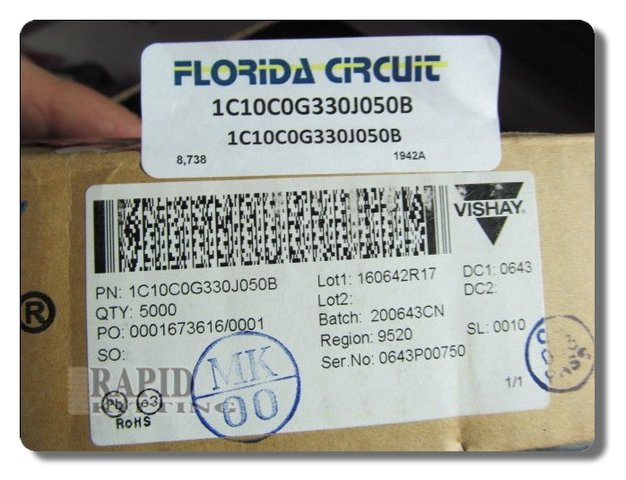 FLORIDA CIRCUIT
1C10C0G330J050B
1C10C0G330J050B
8,738 1942A
VISHAY
PN: 1C10C0G330J050B
QTY: 5000
PO: 0001673616/0001
SO:
Lot1: 160642R17
Lot2:
Batch: 200643CN
Region: 9520
Ser.No: 0643P00750
DC1: 0643
DC2:
SL: 0010
1/1
®
MK
00
RAPID
Pb e3
RoHS